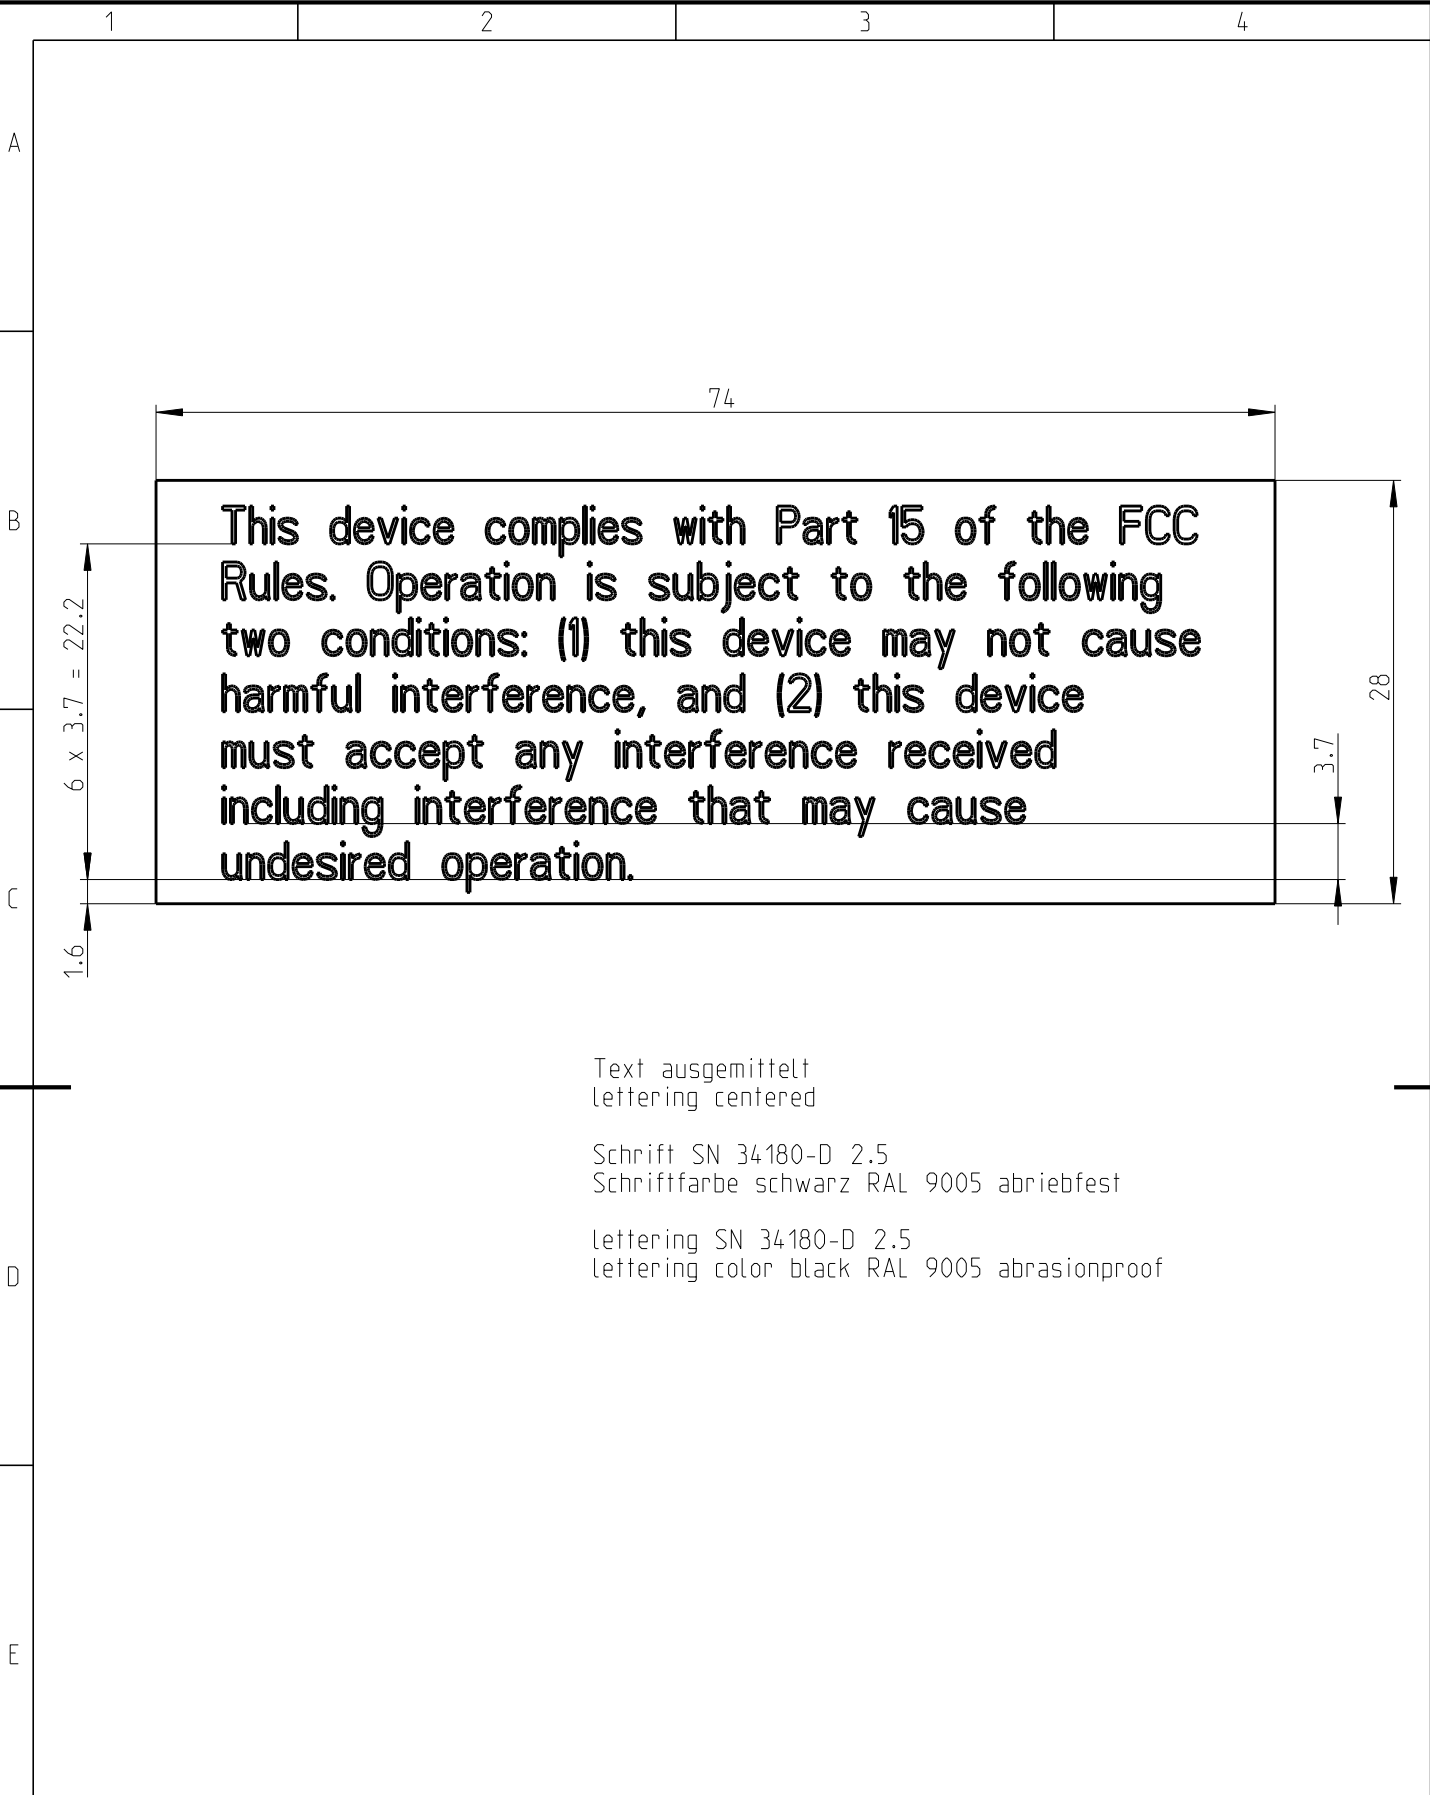 1 2 3 4
A
74
B
This device complies with Part 15 of the FCC
Rules. Operation is subject to the following
two conditions: (1) this device may not cause
harmful interference, and (2) this device
must accept any interference received
including interference that may cause
undesired operation.
6 x 3.7 = 22.2
28
3.7
C
1.6
Text ausgemittelt
lettering centered
Schrift SN 34180-D 2.5
Schriftfarbe schwarz RAL 9005 abriebfest
lettering SN 34180-D 2.5
lettering color black RAL 9005 abrasionproof
D
E